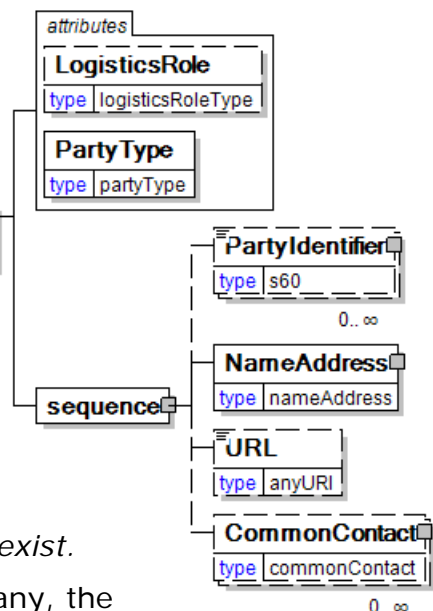 attributes
LogisticsRole
type logisticsRoleType
PartyType
type partyType
PartyIdentifier
type s60
0..∞
NameAddress
type nameAddress
sequence
URL
type anyURI
CommonContact
type commonContact
0..∞
exist.
any, the